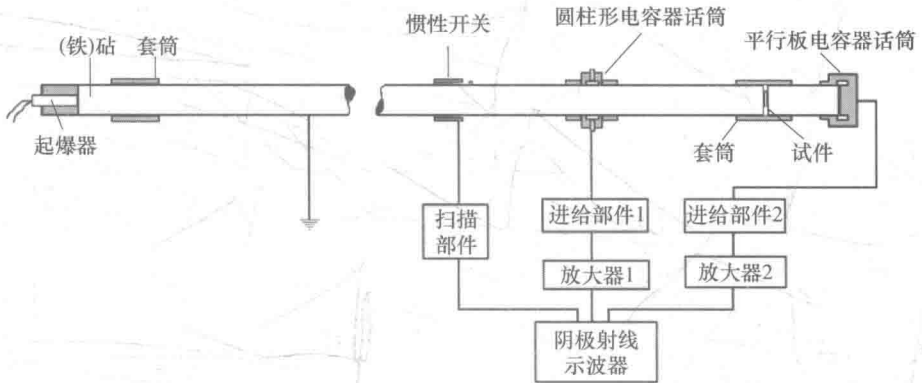 圆柱形电容器话筒
惯性开关
平行板电容器话筒
(铁)砧 套筒
起爆器
套筒
试件
扫描
部件
进给部件1
进给部件2
放大器1
放大器2
阴极射线
示波器